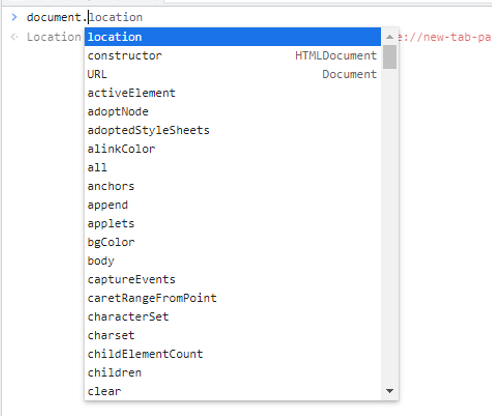 > document.location
< Location e://new-tab-pa
location
constructor HTMLDocument
URL Document
activeElement
adoptNode
adoptedStyleSheets
alinkColor
all
anchors
append
applets
bgColor
body
captureEvents
caretRangeFromPoint
characterSet
charset
childElementCount
children
clear